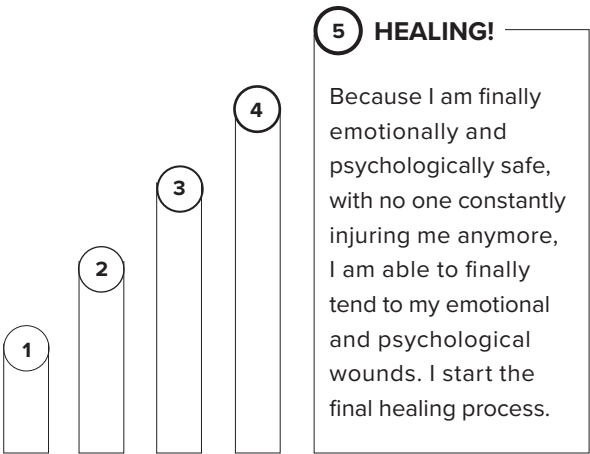 5 HEALING!
4
3
2
1
Because I am finally
emotionally and
psychologically safe,
with no one constantly
injuring me anymore,
I am able to finally
tend to my emotional
and psychological
wounds. I start the
final healing process.